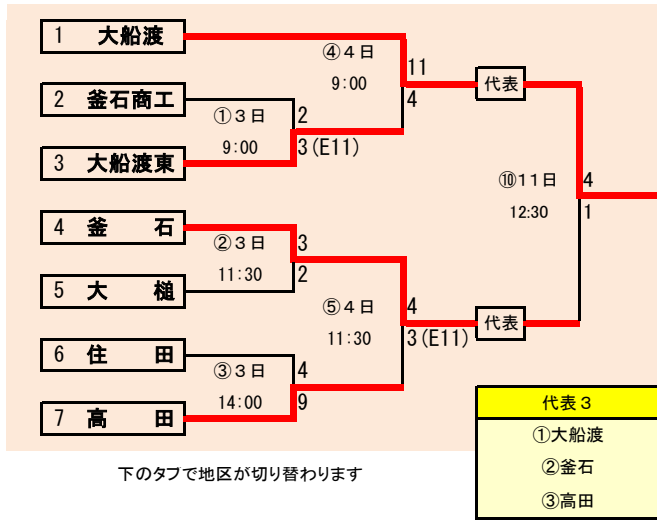 1 大船渡
④４日
9:00
11
4
代表
2 釜石商工
①３日
9:00
2
3(E11)
3 大船渡東
⑩11日
12:30
4
1
4 釜 石
②３日
11:30
3
2
5 大 槌
⑤４日
11:30
4
3(E11)
代表
6 住 田
③３日
14:00
4
9
7 高 田
代表３
①大船渡
②釜石
③高田
下のタブで地区が切り替わります